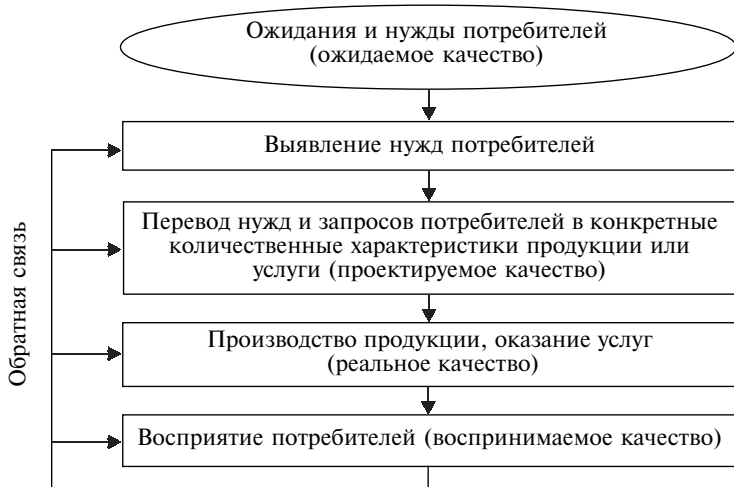 Ожидания и нужды потребителей
(ожидаемое качество)
Выявление нужд потребителей
Перевод нужд и запросов потребителей в конкретные
количественные характеристики продукции или
услуги (проектируемое качество)
Производство продукции, оказание услуг
(реальное качество)
Восприятие потребителей (воспринимаемое качество)
Обратная связь